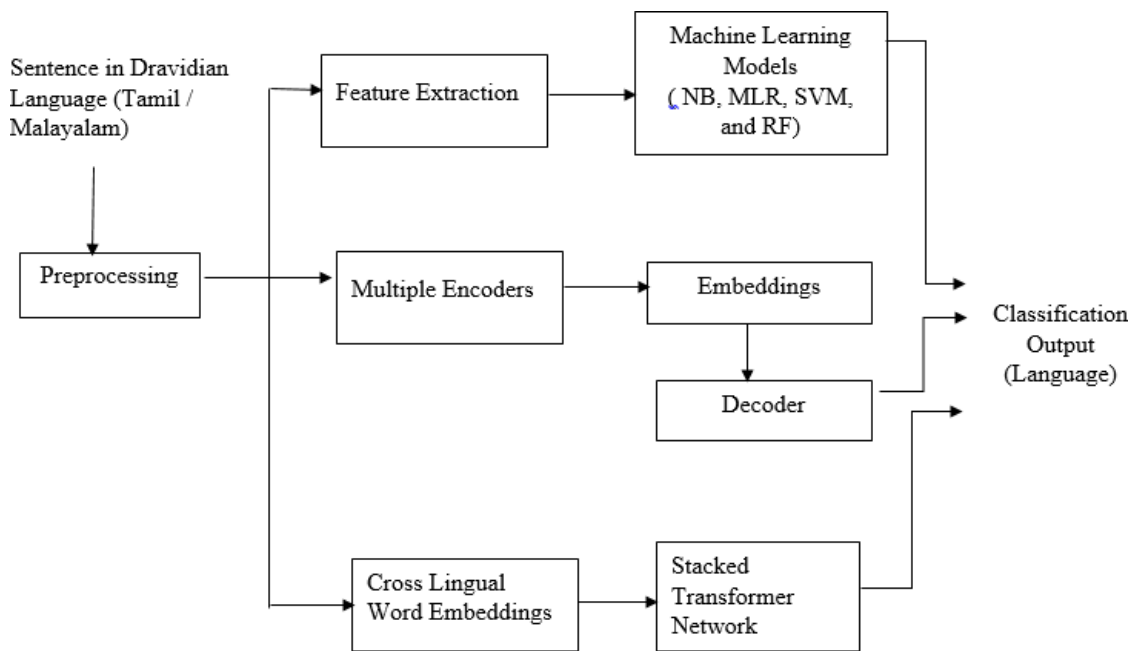 Sentence in Dravidian
Language (Tamil /
Malayalam)
Preprocessing
Feature Extraction
Machine Learning
Models
( NB, MLR, SVM,
and RF)
Multiple Encoders
Embeddings
Decoder
Cross Lingual
Word Embeddings
Stacked
Transformer
Network
Classification
Output
(Language)